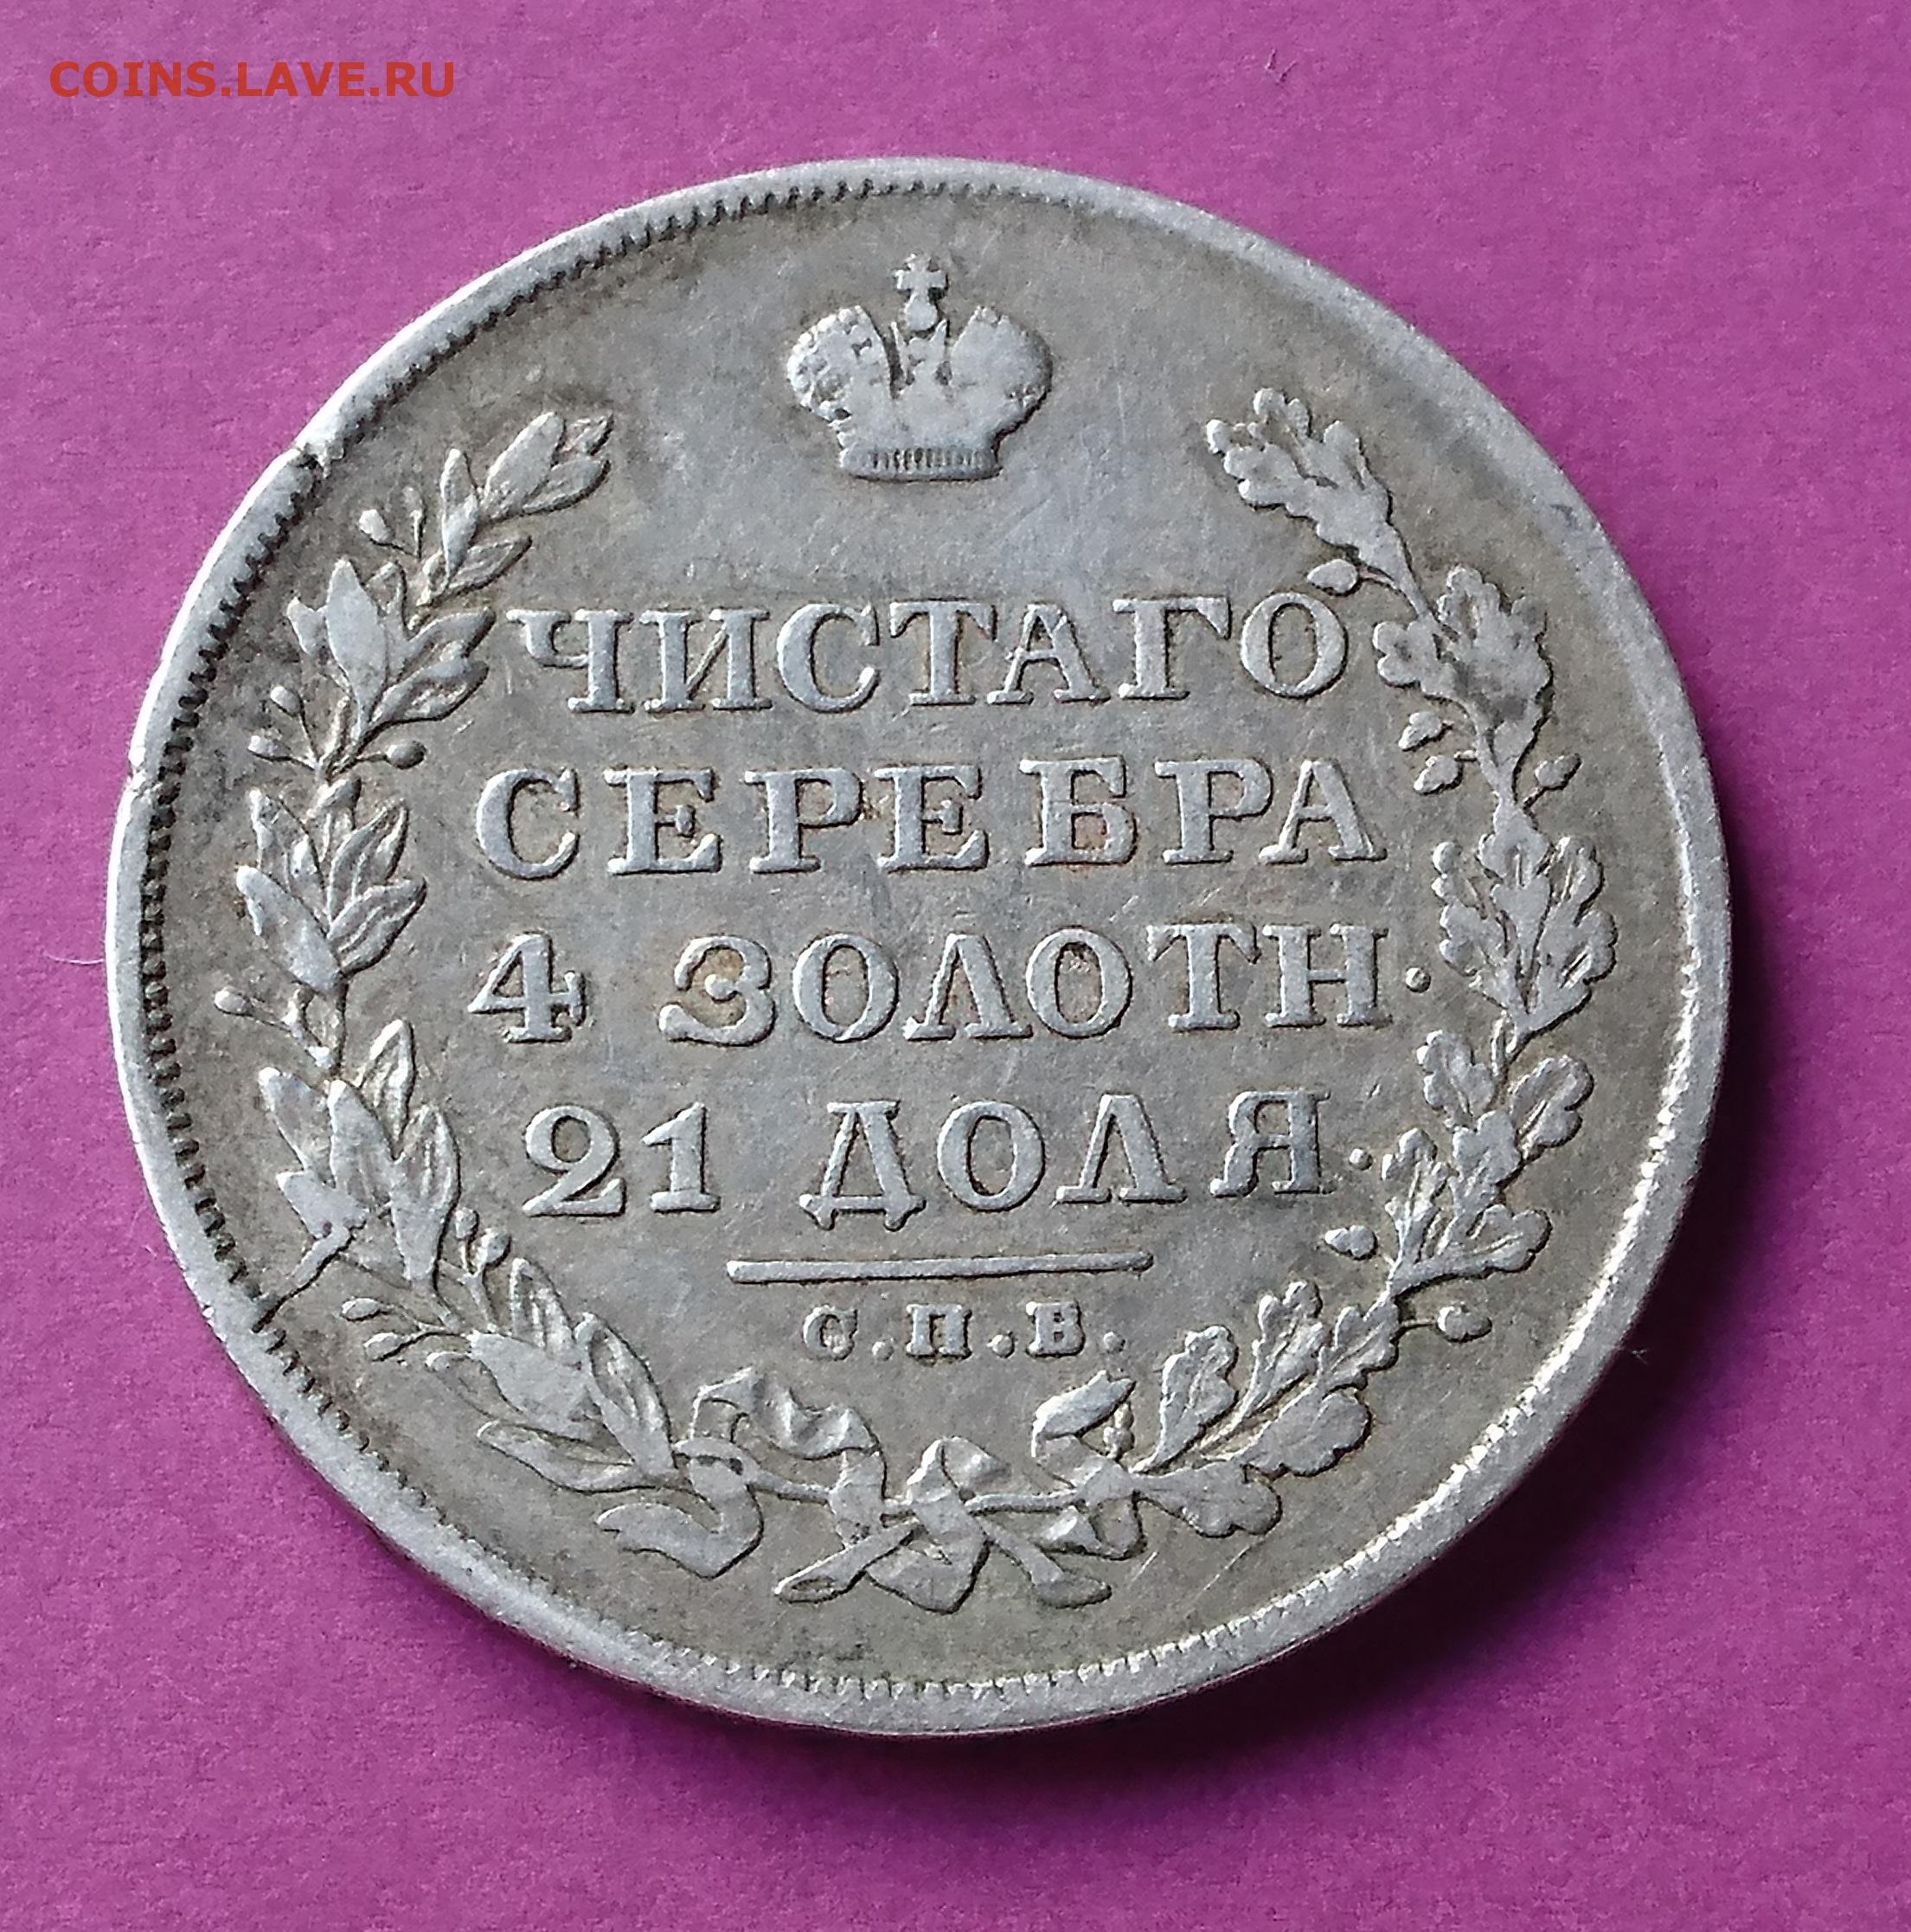 COINS.LAVE.RU
ЧИСТАГО
СЕРЕБРА
4 ЗОЛОТН.
21 ДОЛЯ.
С.П.Б.